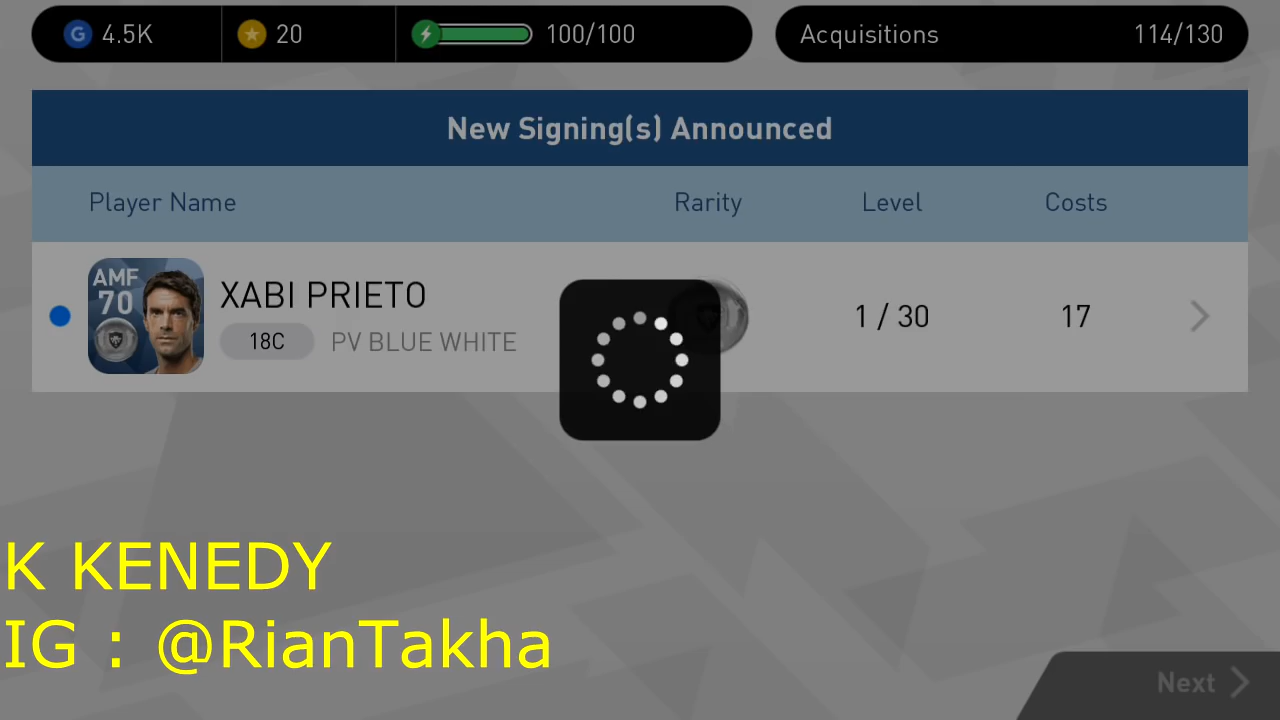 4.5K 20 100/100 Acquisitions 114/130
New Signing(s) Announced
Player Name Rarity Level Costs
AMF
70
XABI PRIETO
18C PV BLUE WHITE
1 / 30 17
K KENEDY
IG : @RianTakha
Next